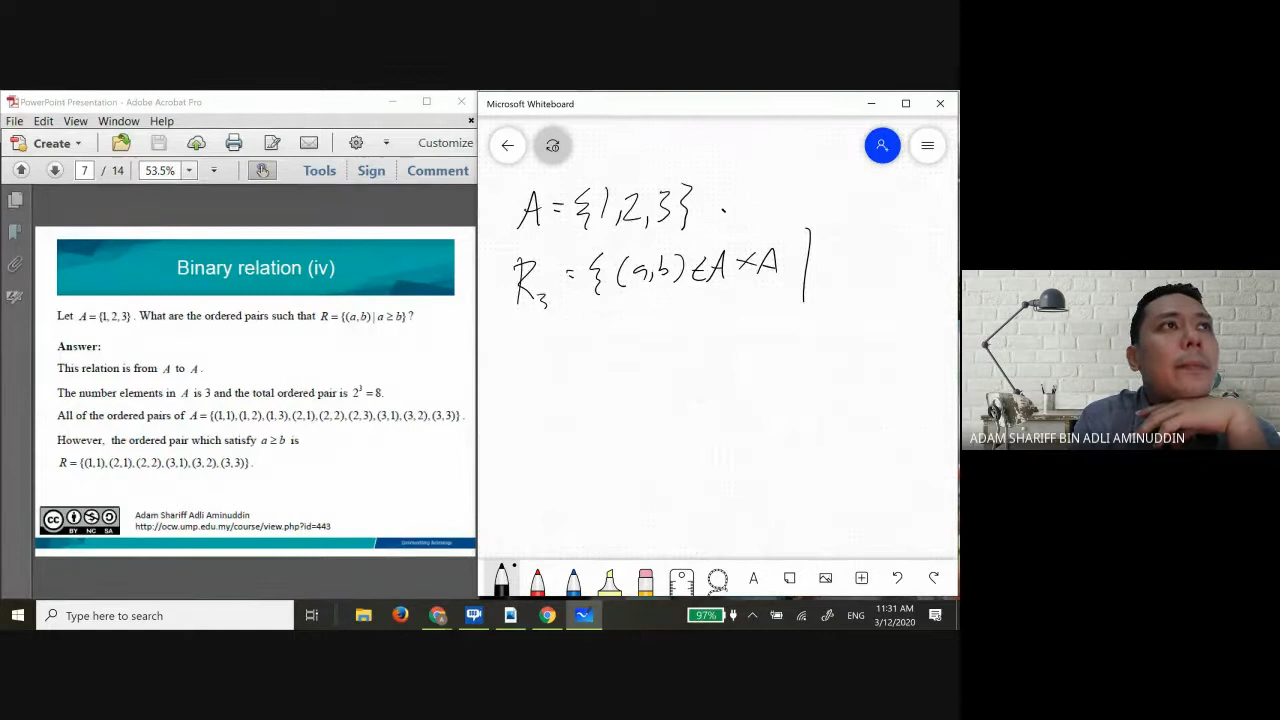 PowerPoint Presentation - Adobe Acrobat Pro
File Edit View Window Help
Create Customize
7 / 14 53.5% Tools Sign Comment
Binary relation (iv)
Let A = {1, 2, 3}. What are the ordered pairs such that R = {(a, b) | a ≥ b}?
Answer:
This relation is from A to A.
The number elements in A is 3 and the total ordered pair is 2³ = 8.
All of the ordered pairs of A = {(1,1), (1, 2), (1,3), (2,1), (2, 2), (2,3), (3,1), (3, 2), (3,3)}.
However, the ordered pair which satisfy a ≥ b is
R = {(1,1), (2,1), (2, 2), (3,1), (3, 2), (3,3)}.
cc BY NC SA
Adam Shariff Adli Aminuddin
http://ocw.ump.edu.my/course/view.php?id=443
Microsoft Whiteboard
A = {1, 2, 3} .
R₃ = { (a, b) ∈ A × A |
A
ADAM SHARIFF BIN ADLI AMINUDDIN
Type here to search
97% ENG 11:31 AM
3/12/2020